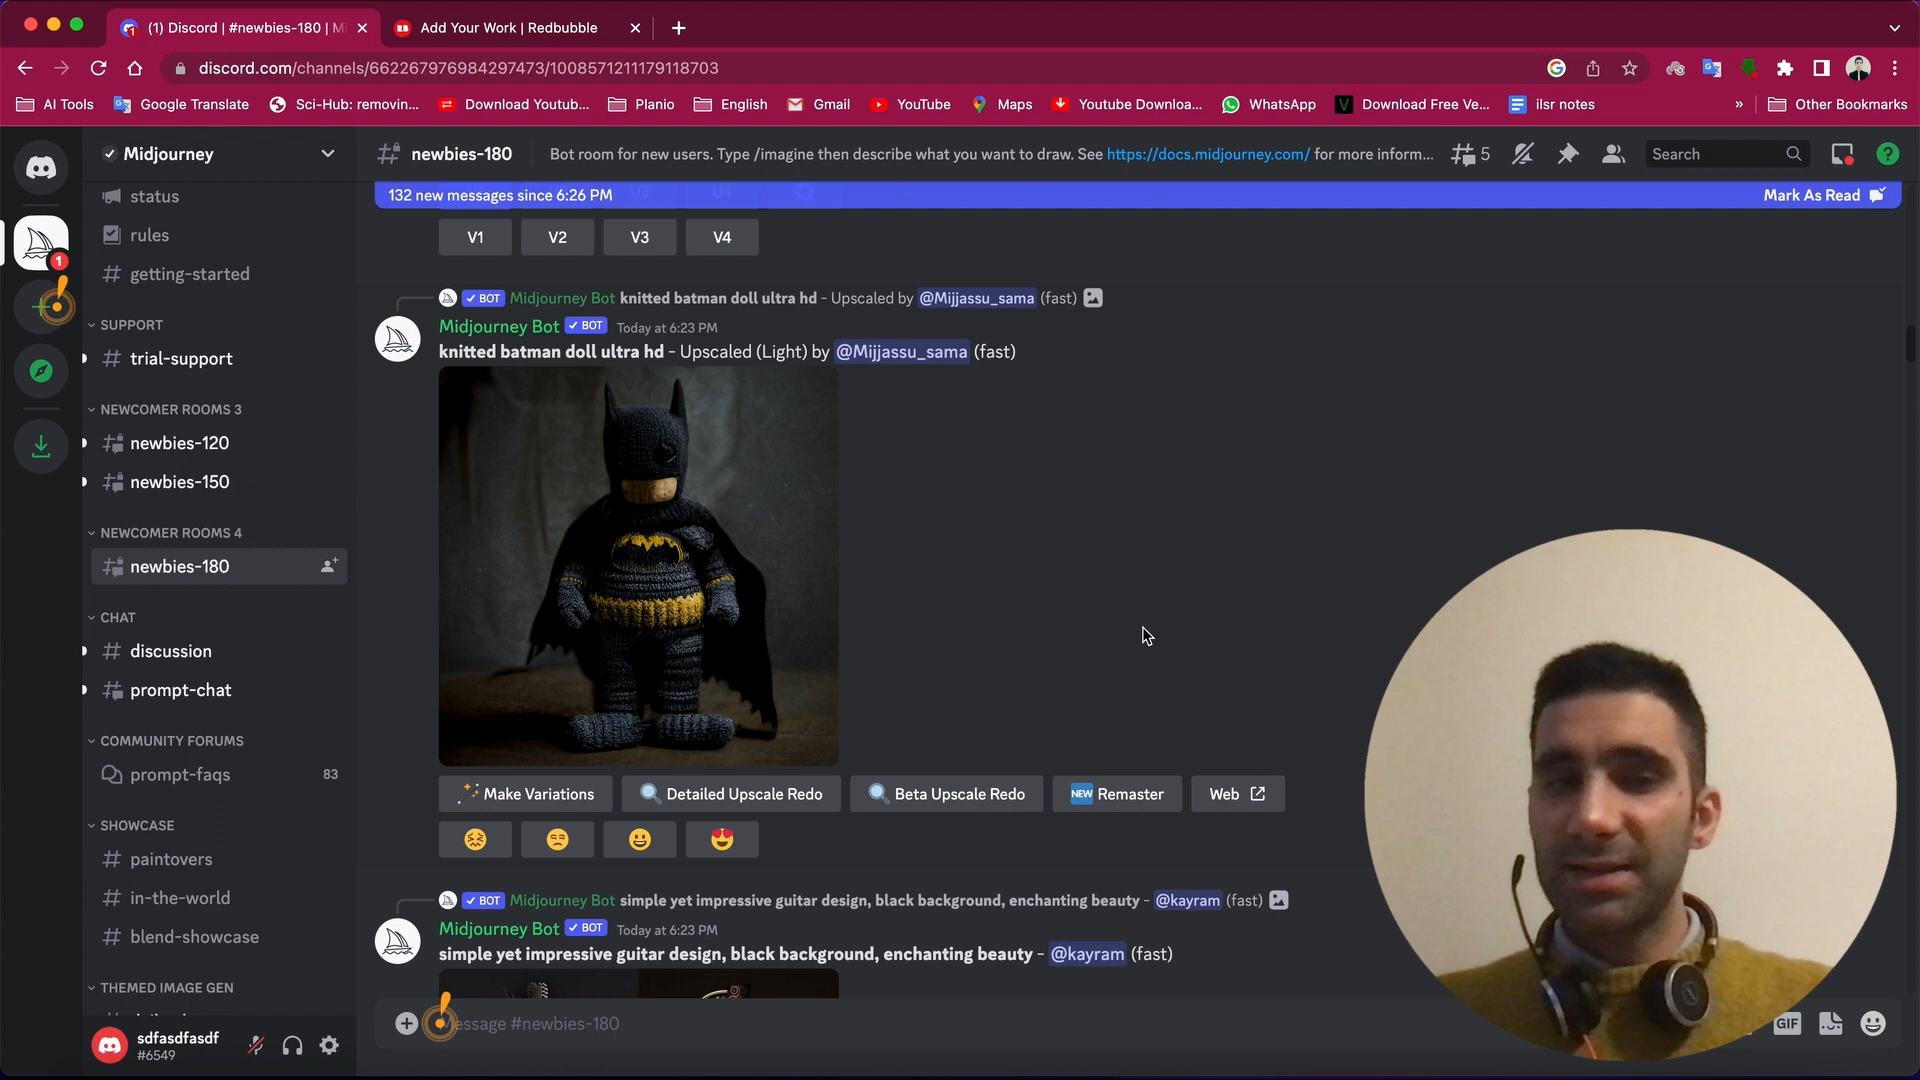 (1) Discord | #newbies-180 | Mi
Add Your Work | Redbubble
discord.com/channels/662267976984297473/1008571211179118703
AI Tools
Google Translate
Sci-Hub: removin...
Download Youtub...
Planio
English
Gmail
YouTube
Maps
Youtube Downloa...
WhatsApp
Download Free Ve...
ilsr notes
»
Other Bookmarks
Midjourney
newbies-180
Bot room for new users. Type /imagine then describe what you want to draw. See https://docs.midjourney.com/ for more inform...
5
Search
status
rules
getting-started
1
SUPPORT
trial-support
NEWCOMER ROOMS 3
newbies-120
newbies-150
NEWCOMER ROOMS 4
newbies-180
CHAT
discussion
prompt-chat
COMMUNITY FORUMS
prompt-faqs 83
SHOWCASE
paintovers
in-the-world
blend-showcase
THEMED IMAGE GEN
sdfasdfasdf
#6549
132 new messages since 6:26 PM
Mark As Read
U3 U4
V1 V2 V3 V4
BOT Midjourney Bot knitted batman doll ultra hd - Upscaled by @Mijjassu_sama (fast)
Midjourney Bot BOT Today at 6:23 PM
knitted batman doll ultra hd - Upscaled (Light) by @Mijjassu_sama (fast)
Make Variations
Detailed Upscale Redo
Beta Upscale Redo
NEW Remaster
Web
BOT Midjourney Bot simple yet impressive guitar design, black background, enchanting beauty - @kayram (fast)
Midjourney Bot BOT Today at 6:23 PM
simple yet impressive guitar design, black background, enchanting beauty - @kayram (fast)
Message #newbies-180
GIF